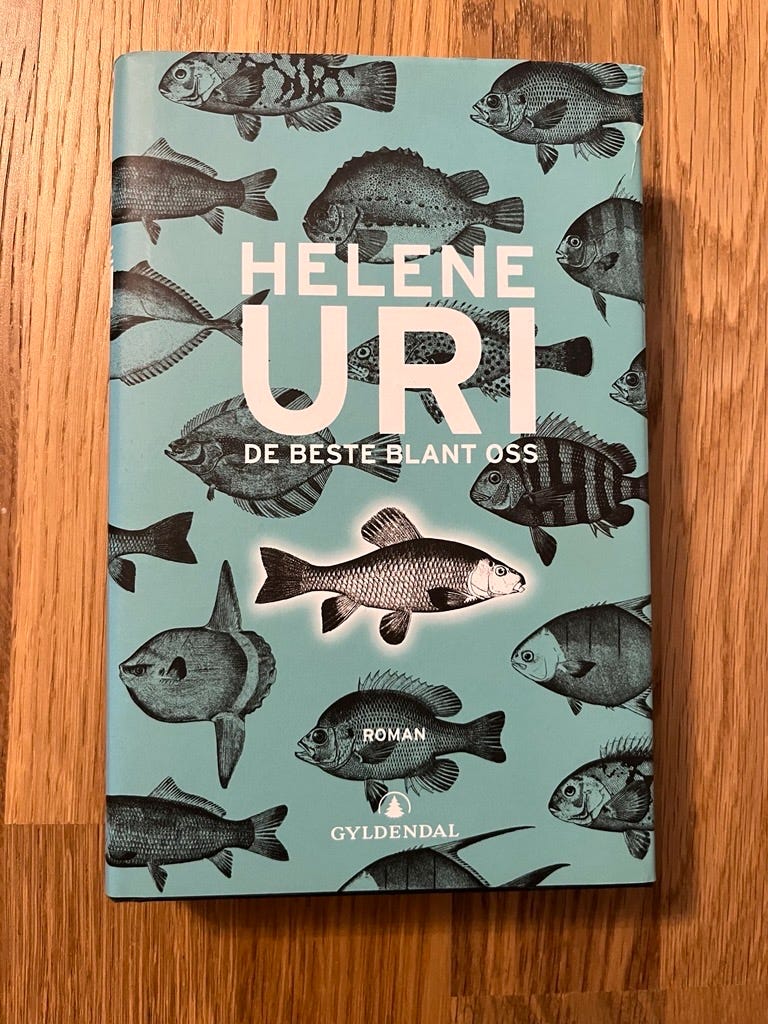 HELENE
URI
DE BESTE BLANT OSS
ROMAN
GYLDENDAL